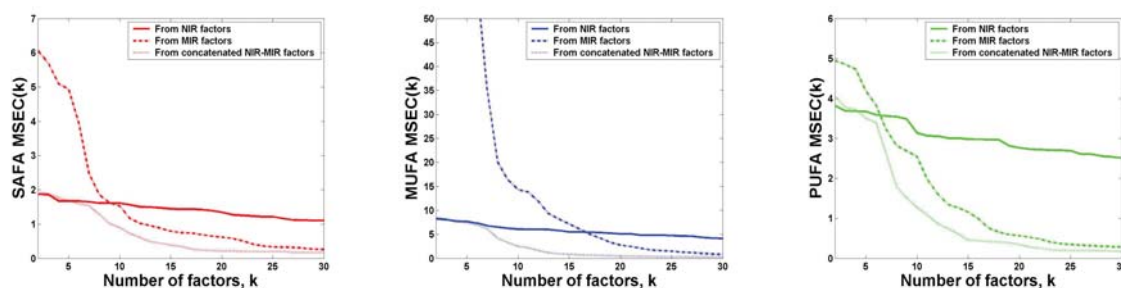 SAFA MSEC(k)
7
6
5
4
3
2
1
0
5 10 15 20 25 30
Number of factors, k
From NIR factors
From MIR factors
From concatenated NIR-MIR factors
MUFA MSEC(k)
50
45
40
35
30
25
20
15
10
5
0
5 10 15 20 25 30
Number of factors, k
From NIR factors
From MIR factors
From concatenated NIR-MIR factors
PUFA MSEC(k)
6
5
4
3
2
1
0
5 10 15 20 25 30
Number of factors, k
From NIR factors
From MIR factors
From concatenated NIR-MIR factors